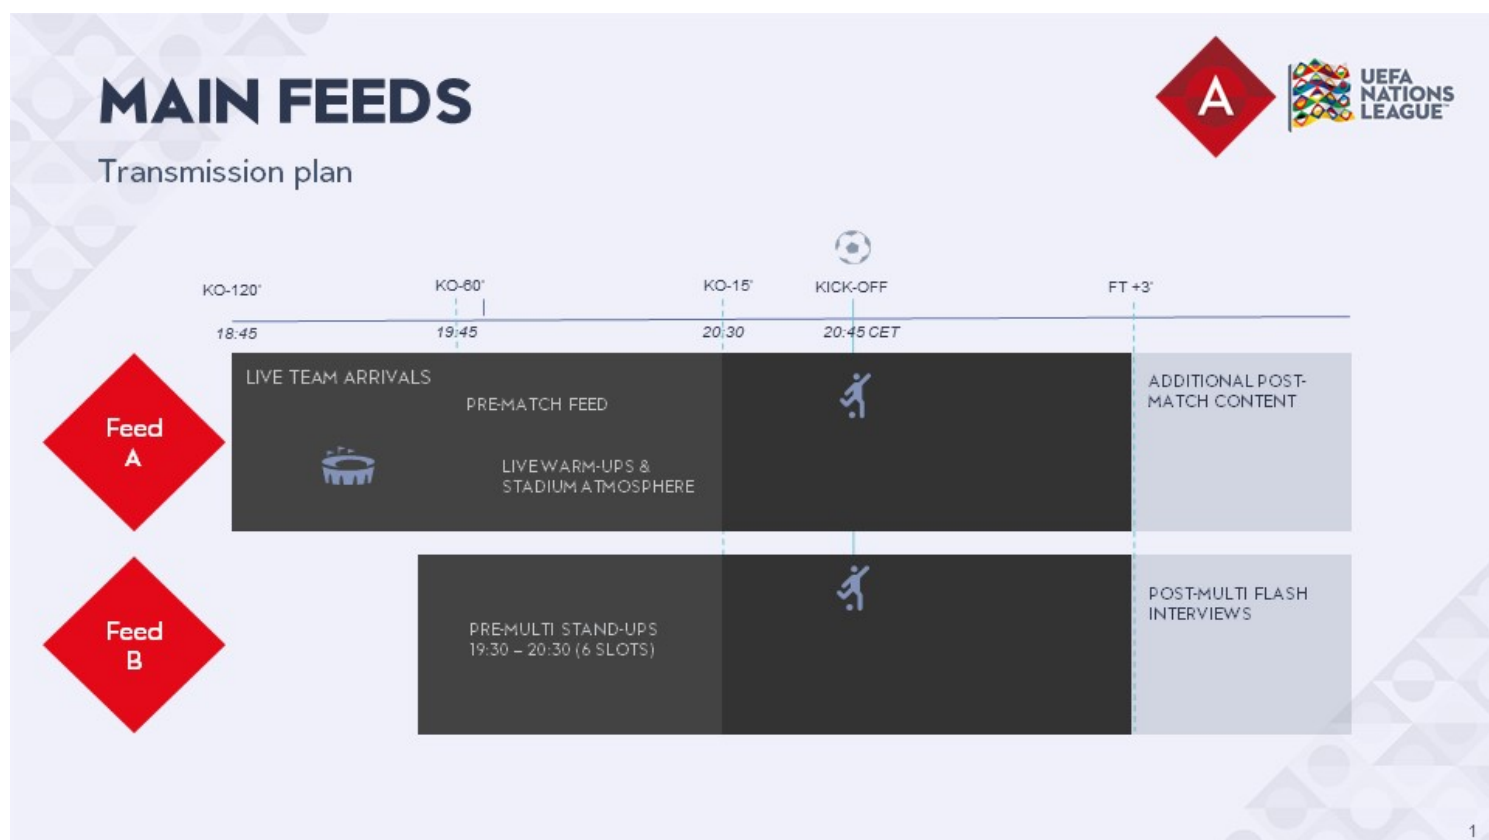 MAIN FEEDS
Transmission plan
A
UEFA
NATIONS
LEAGUE™
KO-120'
KO-60'
KO-15'
KICK-OFF
FT +3'
18:45
19:45
20:30
20:45 CET
Feed
A
LIVE TEAM ARRIVALS
PRE-MATCH FEED
LIVE WARM-UPS &
STADIUM ATMOSPHERE
ADDITIONAL POST-
MATCH CONTENT
Feed
B
PRE-MULTI STAND-UPS
19:30 – 20:30 (6 SLOTS)
POST-MULTI FLASH
INTERVIEWS
1